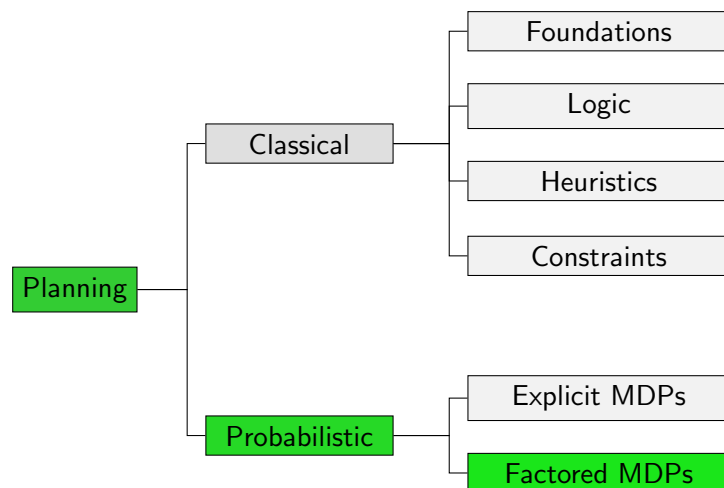 Foundations
Logic
Classical
Heuristics
Constraints
Planning
Explicit MDPs
Probabilistic
Factored MDPs